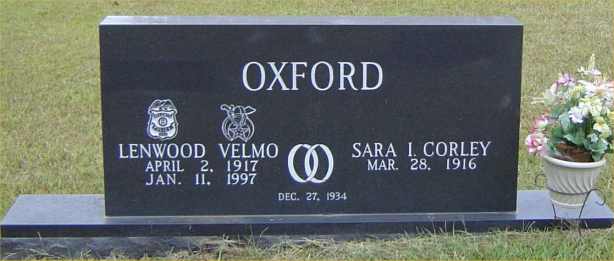 OXFORD
LENWOOD VELMO
APRIL 2, 1917
JAN. 11, 1997
SARA I. CORLEY
MAR. 28, 1916
DEC. 27, 1934